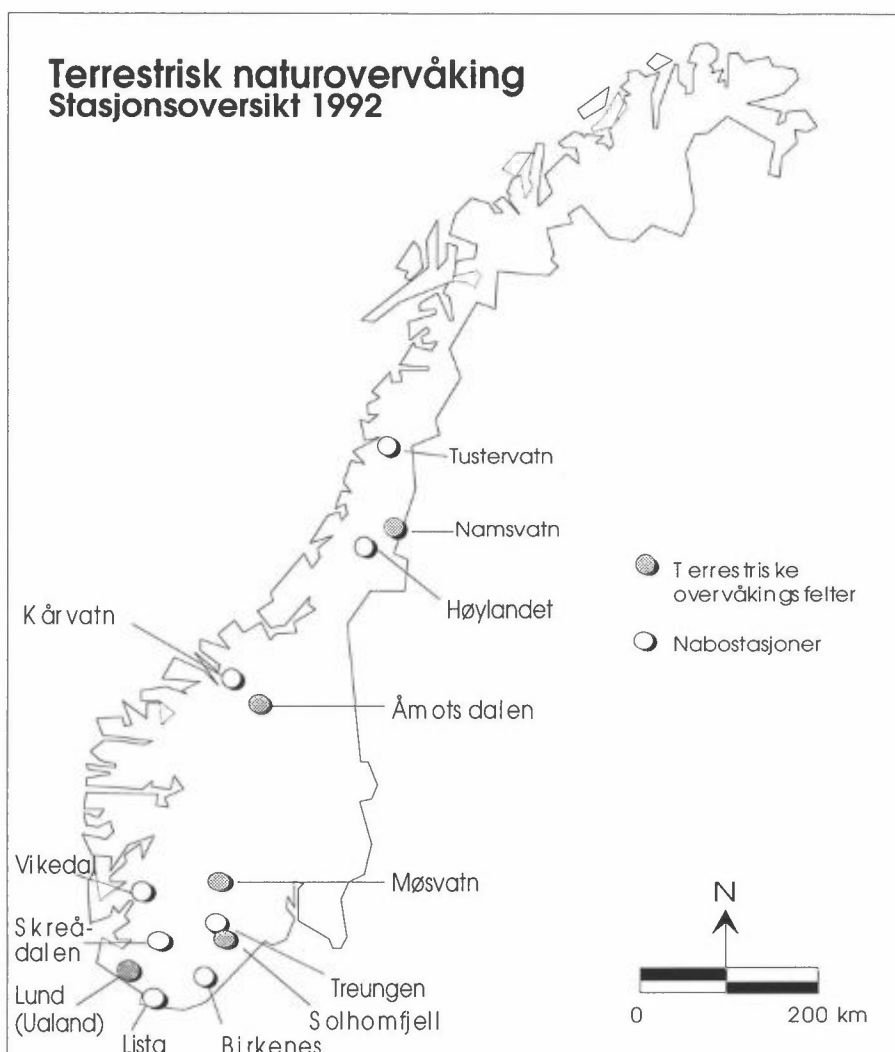 Terrestrisk naturovervåking
Stasjonsoversikt 1992
Tustervatn
Namsvatn
Høylandet
Terrestriske
overvåkingsfelter
Nabostasjoner
Kårvatn
Åmotsdalen
Vikedal
Møsvatn
Skreå-
dalen
Lund
(Ualand)
Lista
Birkenes
Treungen
Solhomfjell
N
0
200 km